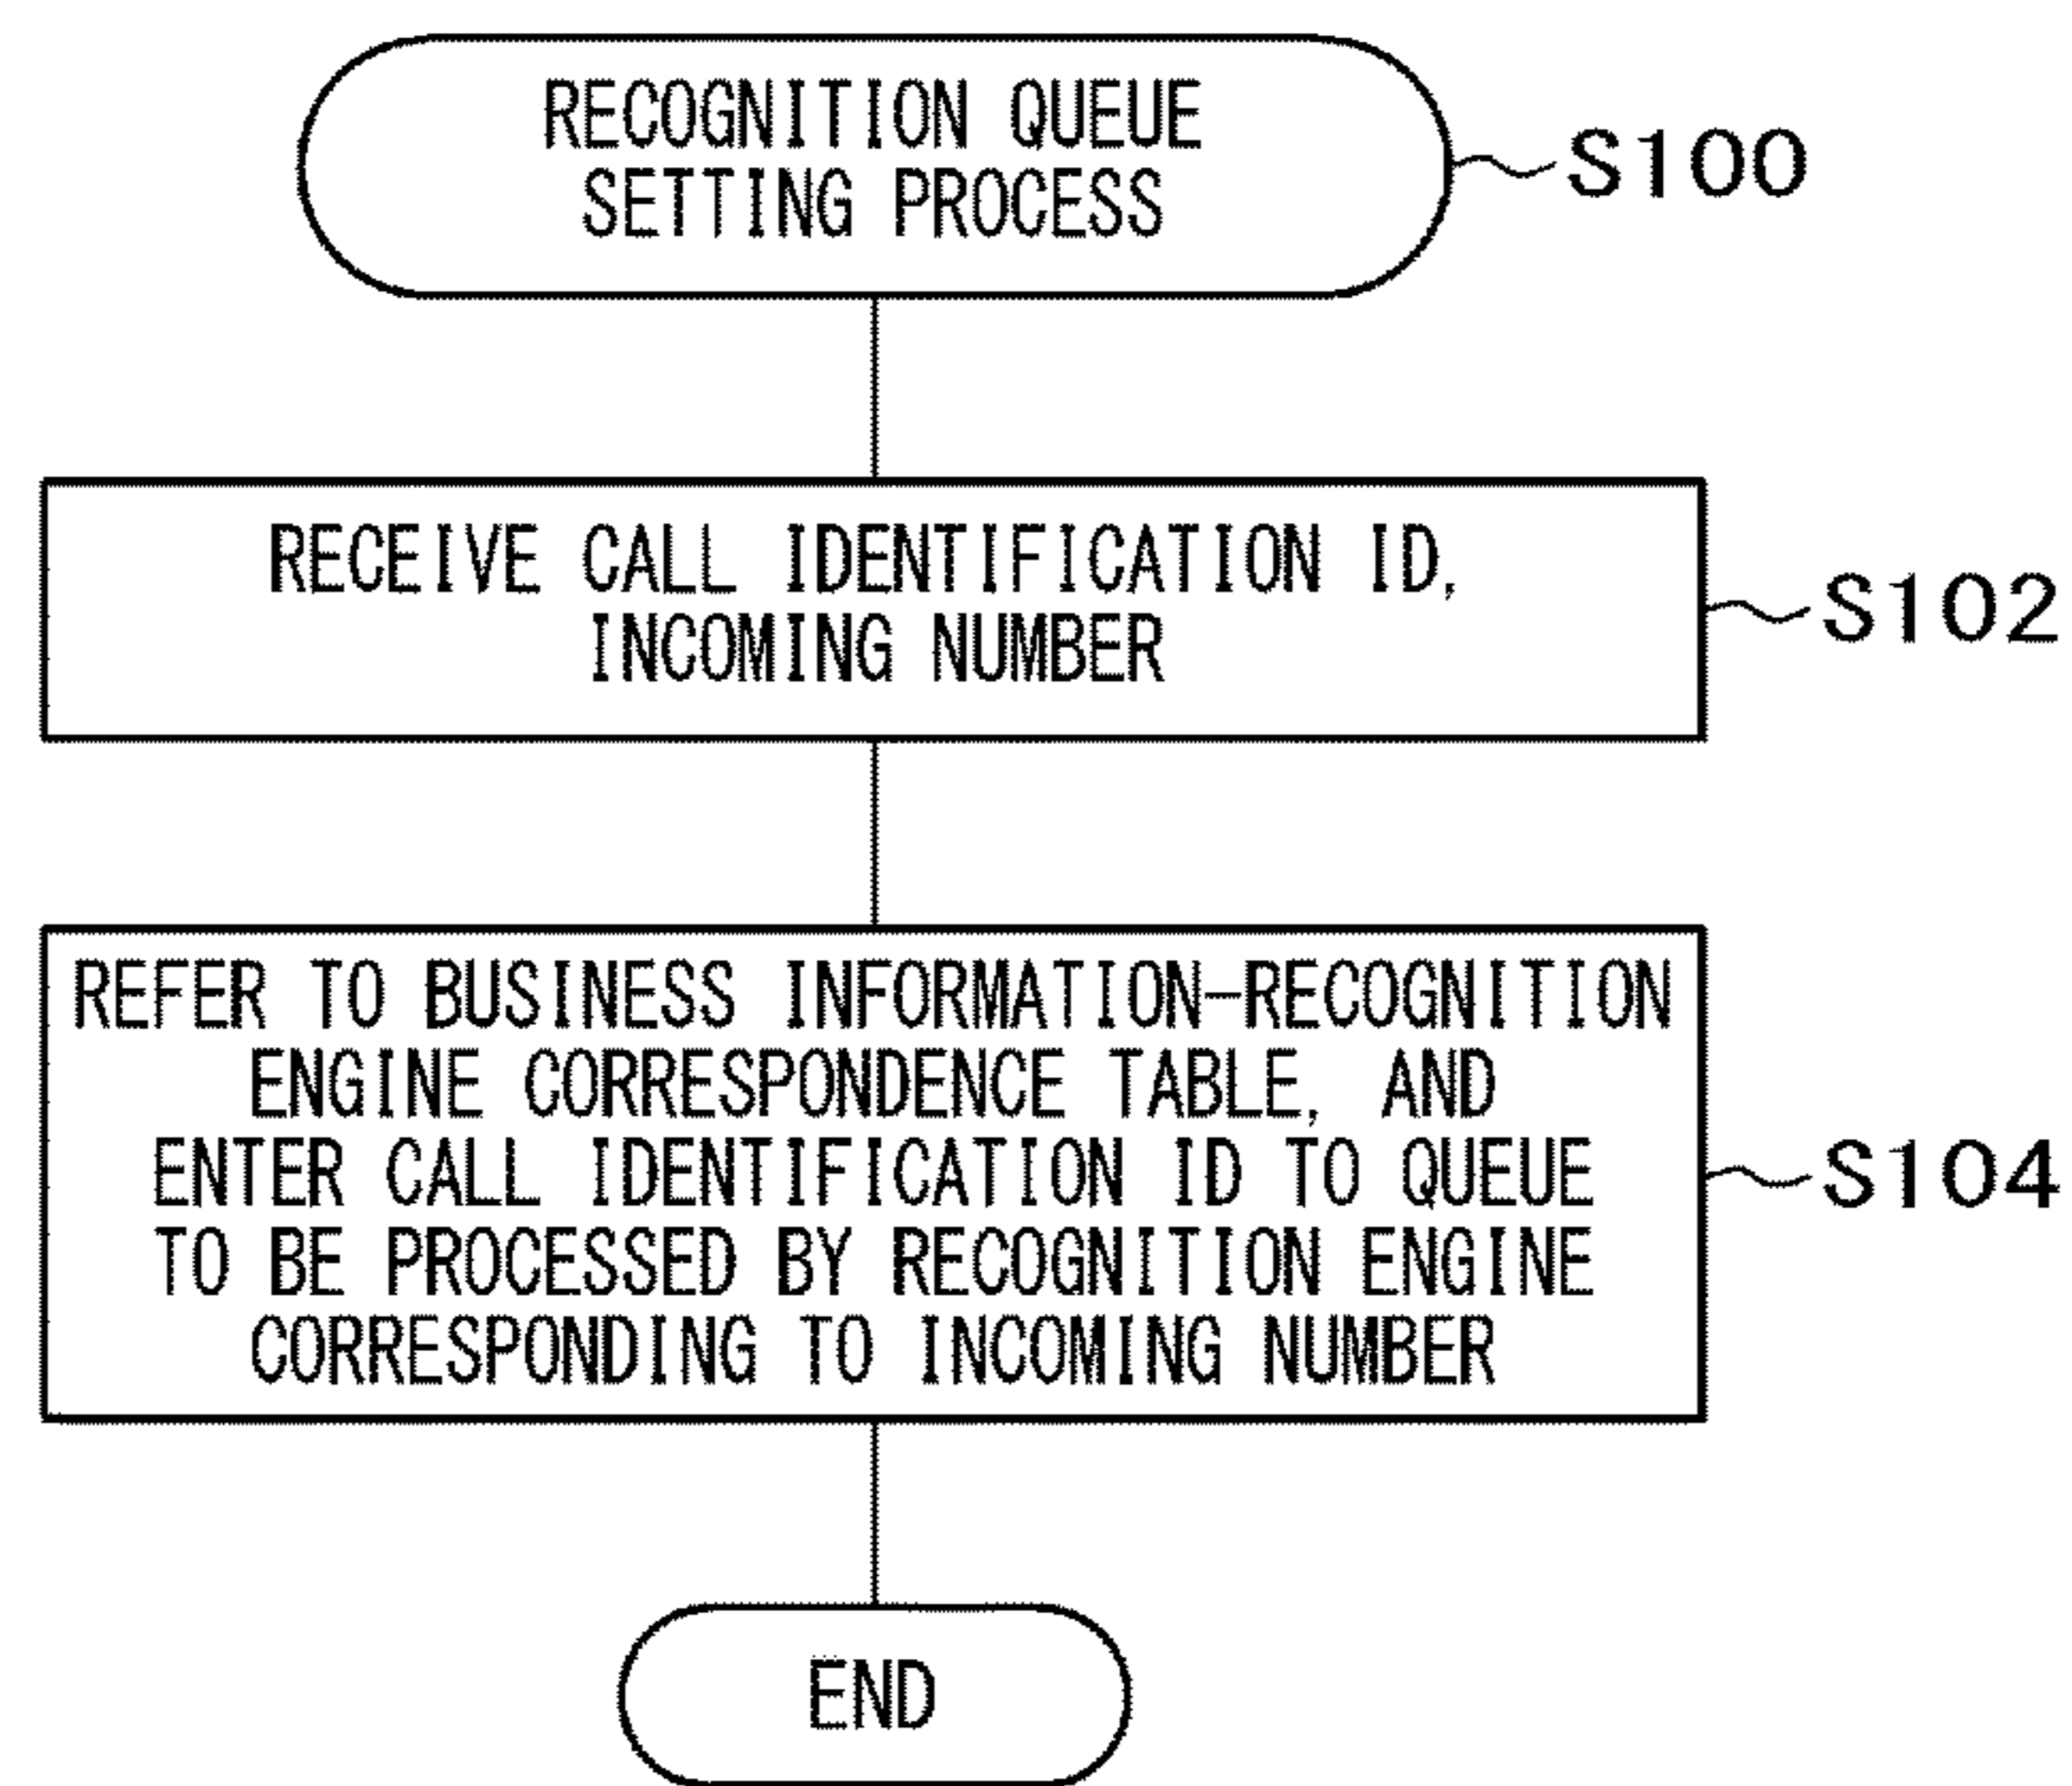 RECOGNITION QUEUE
SETTING PROCESS
S100
RECEIVE CALL IDENTIFICATION ID,
INCOMING NUMBER
S102
REFER TO BUSINESS INFORMATION-RECOGNITION
ENGINE CORRESPONDENCE TABLE, AND
ENTER CALL IDENTIFICATION ID TO QUEUE
TO BE PROCESSED BY RECOGNITION ENGINE
CORRESPONDING TO INCOMING NUMBER
S104
END